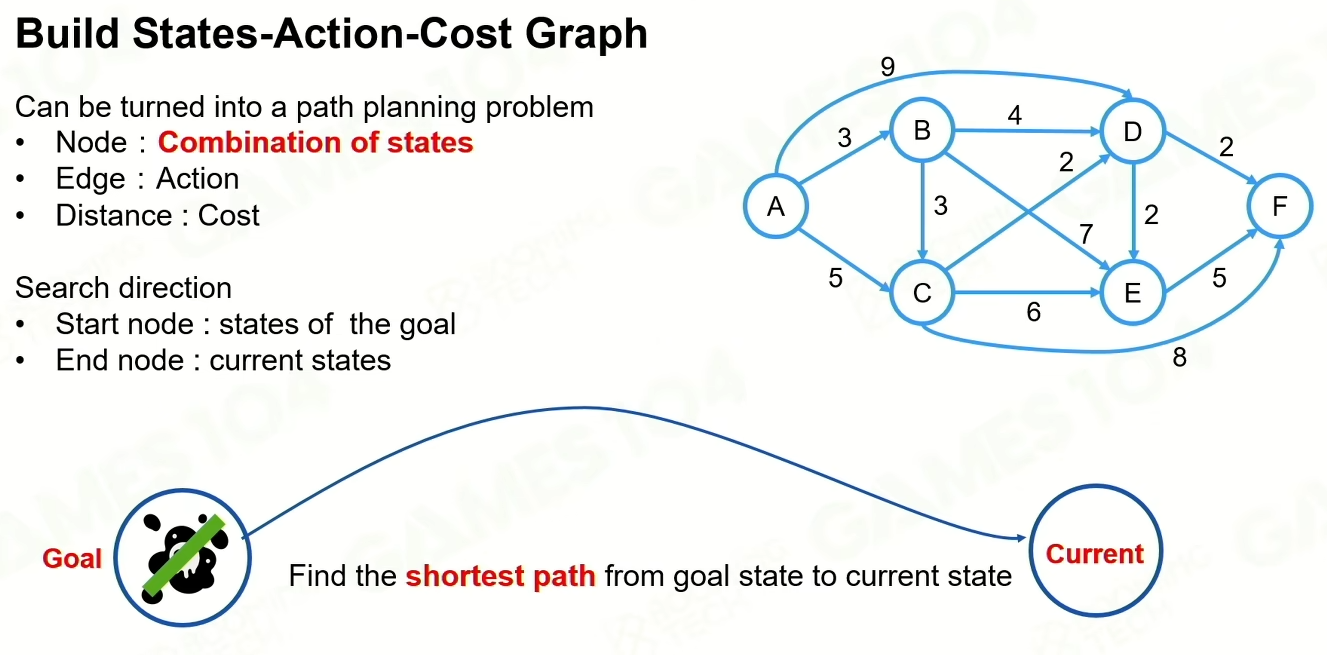 Build States-Action-Cost Graph
Can be turned into a path planning problem
• Node : Combination of states
• Edge : Action
• Distance : Cost
Search direction
• Start node : states of the goal
• End node : current states
9
3
B
4
D
2
2
A
3
2
F
7
5
C
6
E
5
8
Goal
Find the shortest path from goal state to current state
Current
GAMES104
BOOMING
TECH